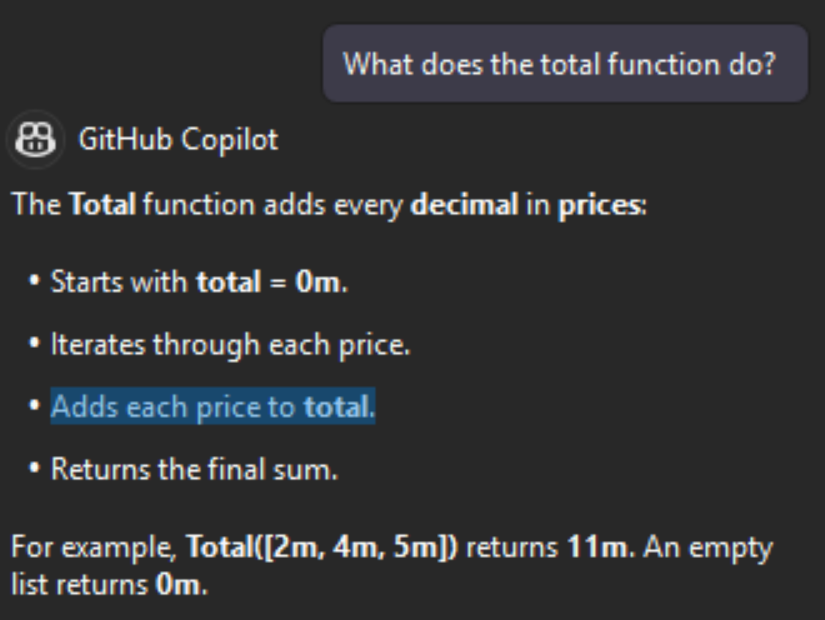 What does the total function do?
GitHub Copilot
The Total function adds every decimal in prices:
• Starts with total = 0m.
• Iterates through each price.
• Adds each price to total.
• Returns the final sum.
For example, Total([2m, 4m, 5m]) returns 11m. An empty
list returns 0m.